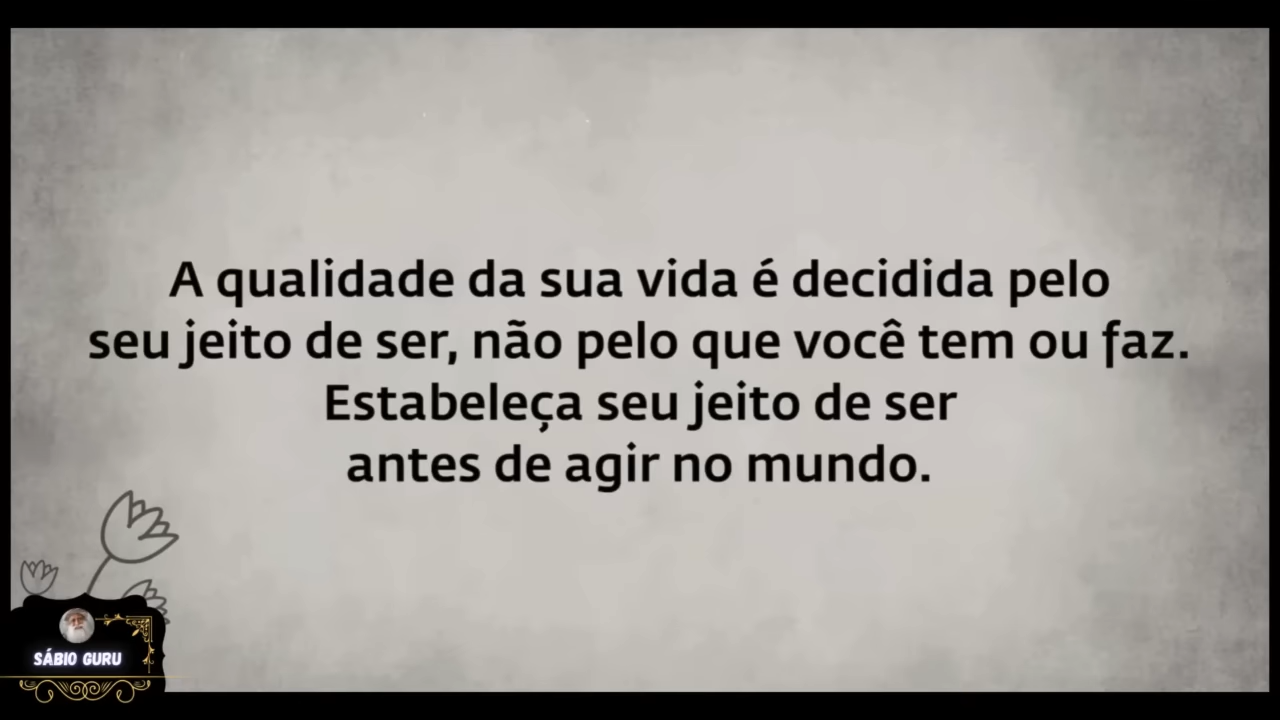 A qualidade da sua vida é decidida pelo
seu jeito de ser, não pelo que você tem ou faz.
Estabeleça seu jeito de ser
antes de agir no mundo.
SÁBIO GURU